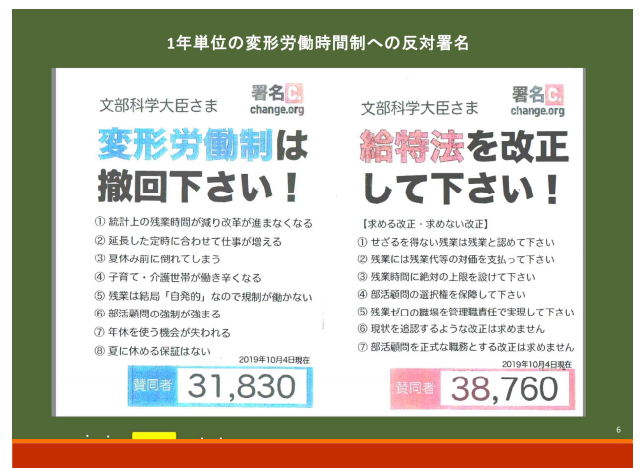 1年単位の変形労働時間制への反対署名
文部科学大臣さま
署名C.
change.org
変形労働制は
撤回下さい！
① 統計上の残業時間が減り改革が進まなくなる
② 延長した定時に合わせて仕事が増える
③ 夏休み前に倒れてしまう
④ 子育て・介護世帯が働き辛くなる
⑤ 残業は結局「自発的」なので規制が働かない
⑥ 部活顧問の強制が強まる
⑦ 年休を使う機会が失われる
⑧ 夏に休める保証はない
2019年10月4日現在
賛同者 31,830
文部科学大臣さま
署名C.
change.org
給特法を改正
して下さい！
【求める改正・求めない改正】
① せざるを得ない残業は残業と認めて下さい
② 残業には残業代等の対価を支払って下さい
③ 残業時間に絶対の上限を設けて下さい
④ 部活顧問の選択権を保障して下さい
⑤ 残業ゼロの職場を管理職責任で実現して下さい
⑥ 現状を追認するような改正は求めません
⑦ 部活顧問を正式な職務とする改正は求めません
2019年10月4日現在
賛同者 38,760
6